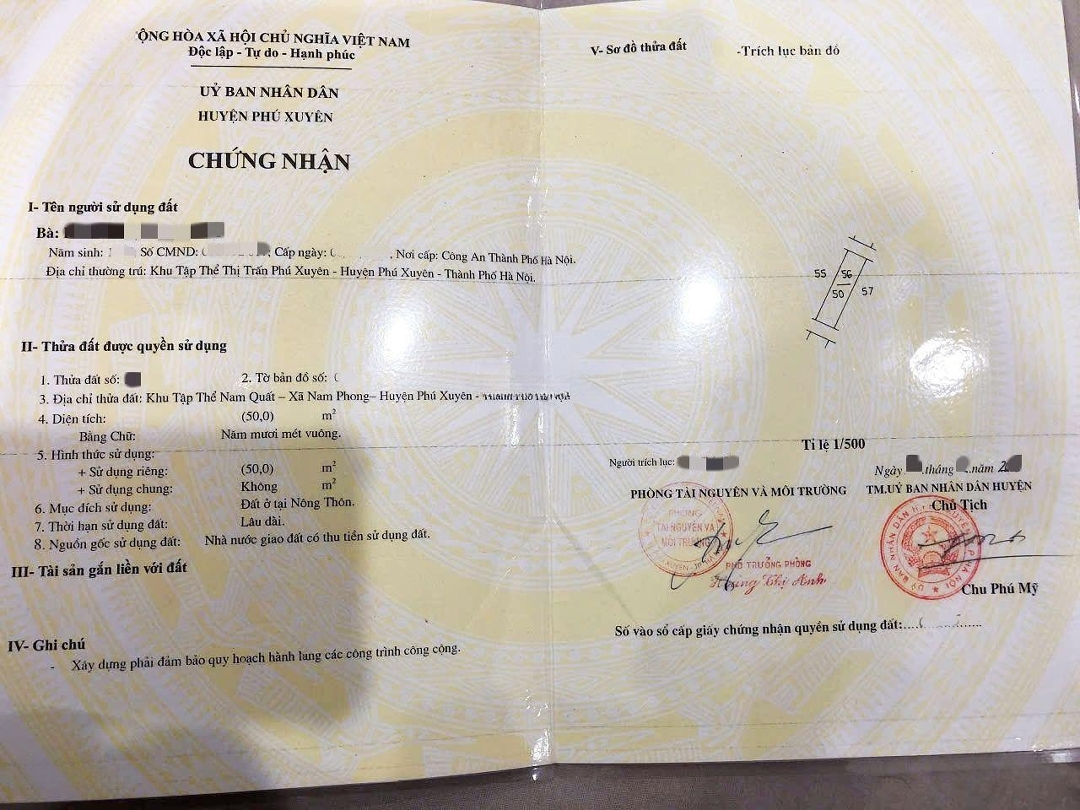 CỘNG HÒA XÃ HỘI CHỦ NGHĨA VIỆT NAM
Độc lập - Tự do - Hạnh phúc
UỶ BAN NHÂN DÂN
HUYỆN PHÚ XUYÊN
CHỨNG NHẬN
I- Tên người sử dụng đất
Bà:
Năm sinh: Số CMND: , Cấp ngày: . Nơi cấp: Công An Thành Phố Hà Nội.
Địa chỉ thường trú: Khu Tập Thể Thị Trấn Phú Xuyên - Huyện Phú Xuyên - Thành Phố Hà Nội.
II- Thửa đất được quyền sử dụng
1. Thửa đất số: 2. Tờ bản đồ số:
3. Địa chỉ thửa đất: Khu Tập Thể Nam Quất – Xã Nam Phong– Huyện Phú Xuyên -
4. Diện tích: (50,0) m²
Bằng Chữ: Năm mươi mét vuông.
5. Hình thức sử dụng:
+ Sử dụng riêng: (50,0) m²
+ Sử dụng chung: Không m²
6. Mục đích sử dụng: Đất ở tại Nông Thôn.
7. Thời hạn sử dụng đất: Lâu dài.
8. Nguồn gốc sử dụng đất: Nhà nước giao đất có thu tiền sử dụng đất.
III- Tài sản gắn liền với đất
IV- Ghi chú
- Xây dựng phải đảm bảo quy hoạch hành lang các công trình công cộng.
V- Sơ đồ thửa đất -Trích lục bản đồ
55 56 57
50
Tỉ lệ 1/500
Người trích lục:
Ngày tháng năm 2
PHÒNG TÀI NGUYÊN VÀ MÔI TRƯỜNG
TM.UỶ BAN NHÂN DÂN HUYỆN
Chủ Tịch
PHÒNG
TÀI NGUYÊN VÀ
MÔI TRƯỜNG
PHÓ TRƯỞNG PHÒNG
Chu Phú Mỹ
Số vào sổ cấp giấy chứng nhận quyền sử dụng đất: